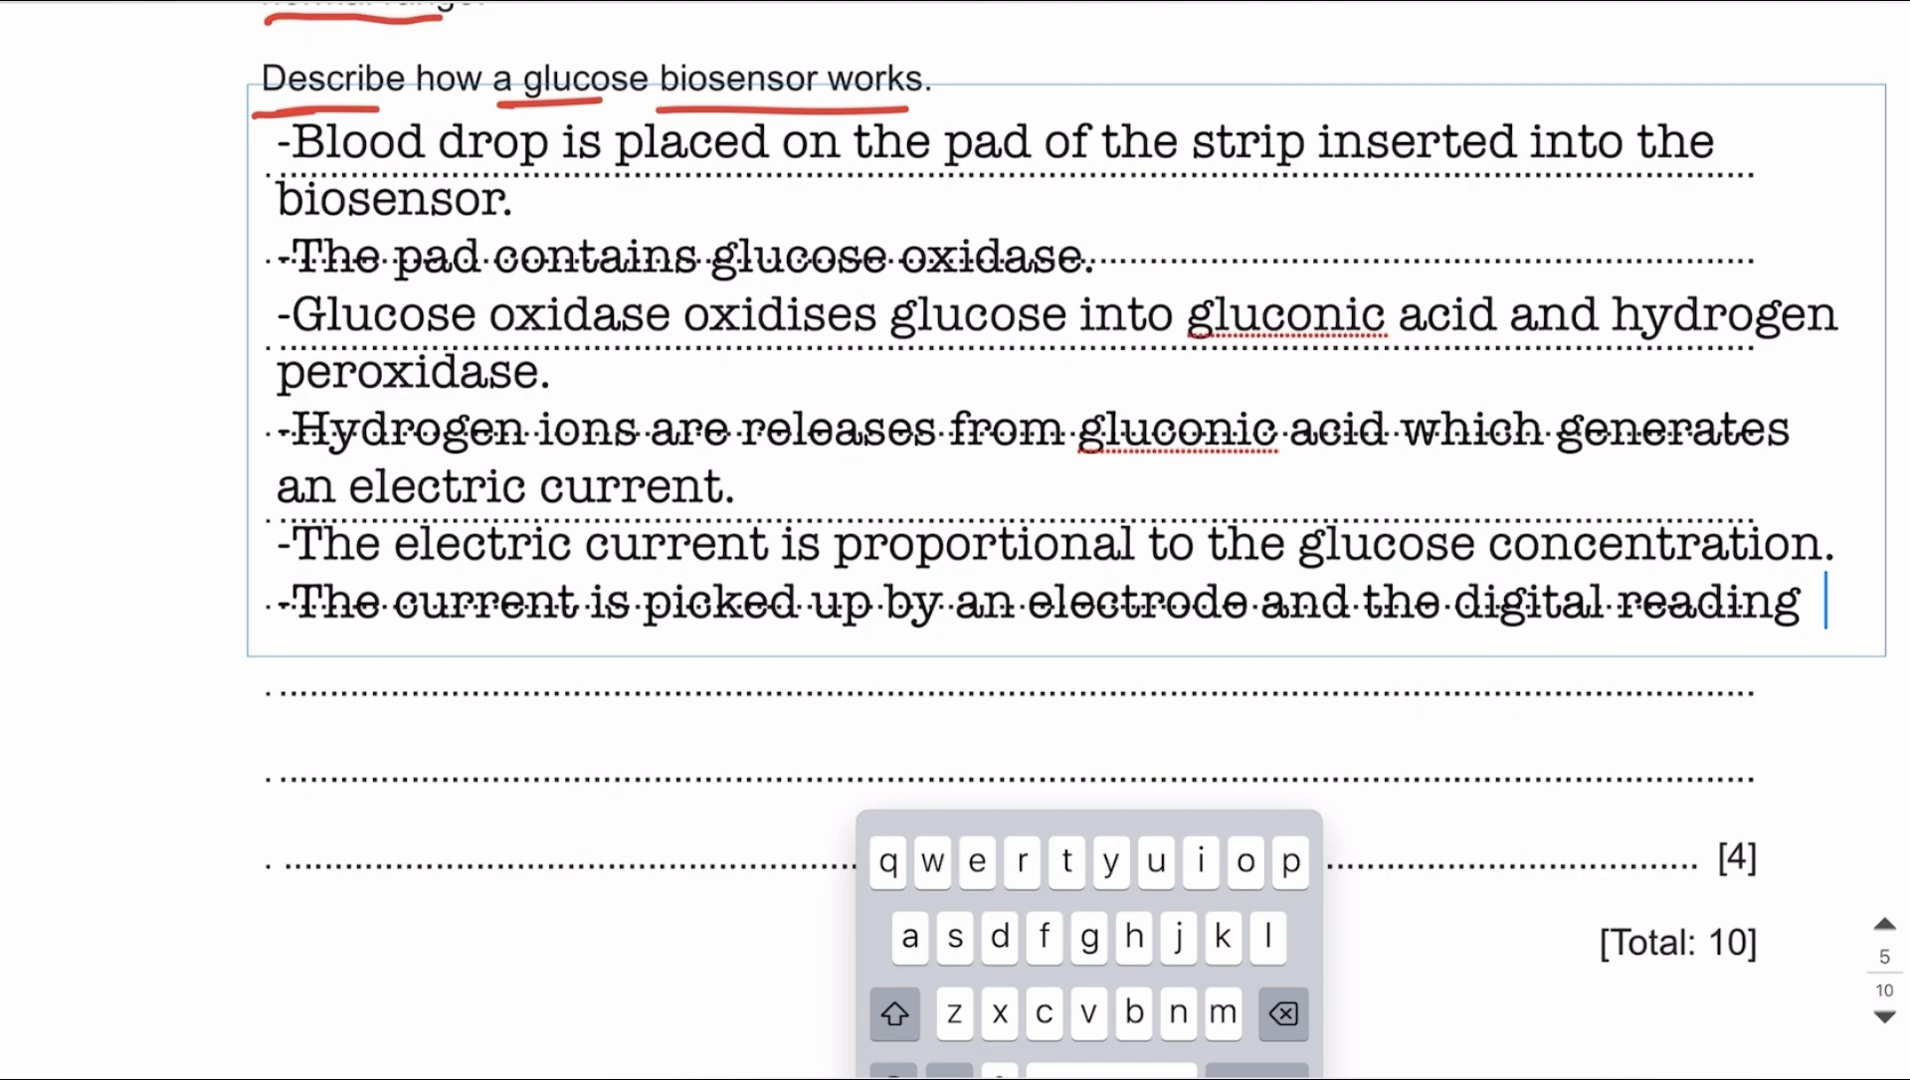 Describe how a glucose biosensor works.
-Blood drop is placed on the pad of the strip inserted into the
biosensor.
-The pad contains glucose oxidase.
-Glucose oxidase oxidises glucose into gluconic acid and hydrogen
peroxidase.
-Hydrogen ions are releases from gluconic acid which generates
an electric current.
-The electric current is proportional to the glucose concentration.
-The current is picked up by an electrode and the digital reading
[4]
[Total: 10]
5
10
q w e r t y u i o p
a s d f g h j k l
z x c v b n m